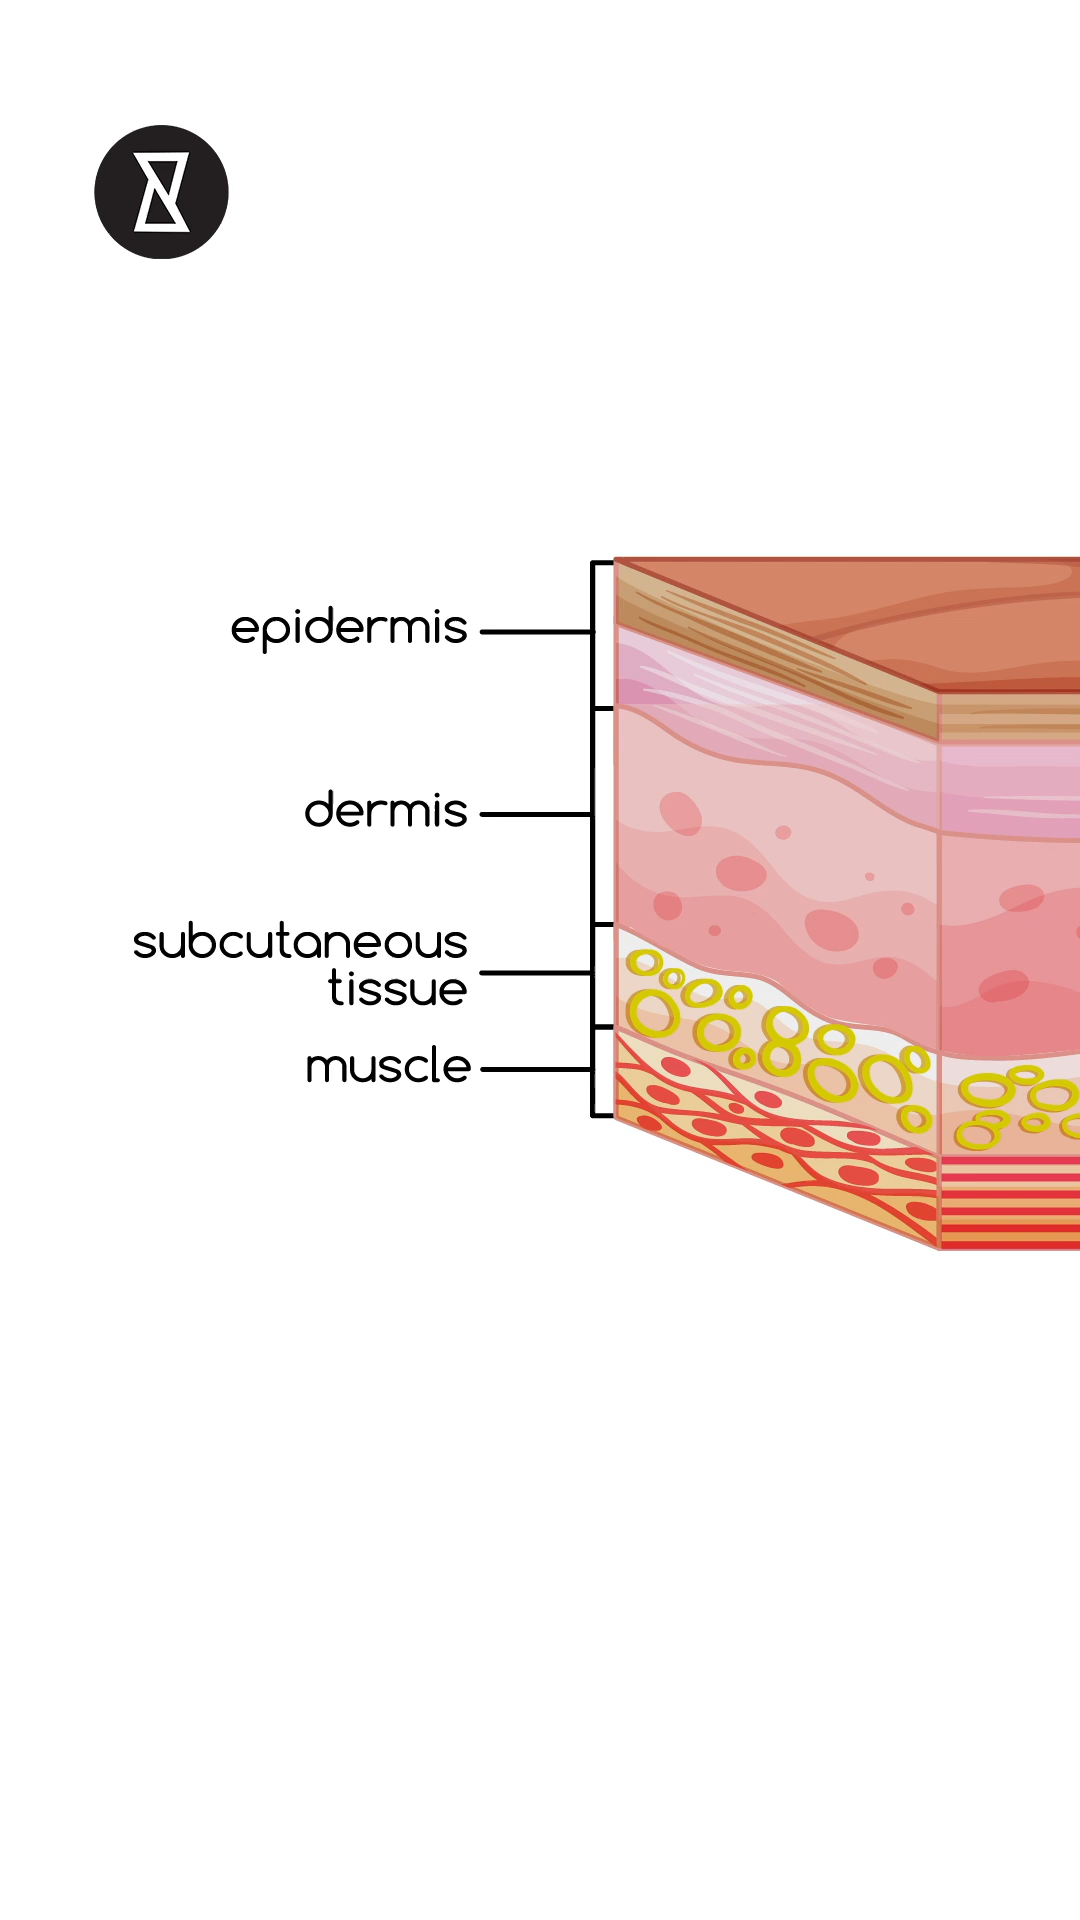 epidermis
dermis
subcutaneous
tissue
muscle